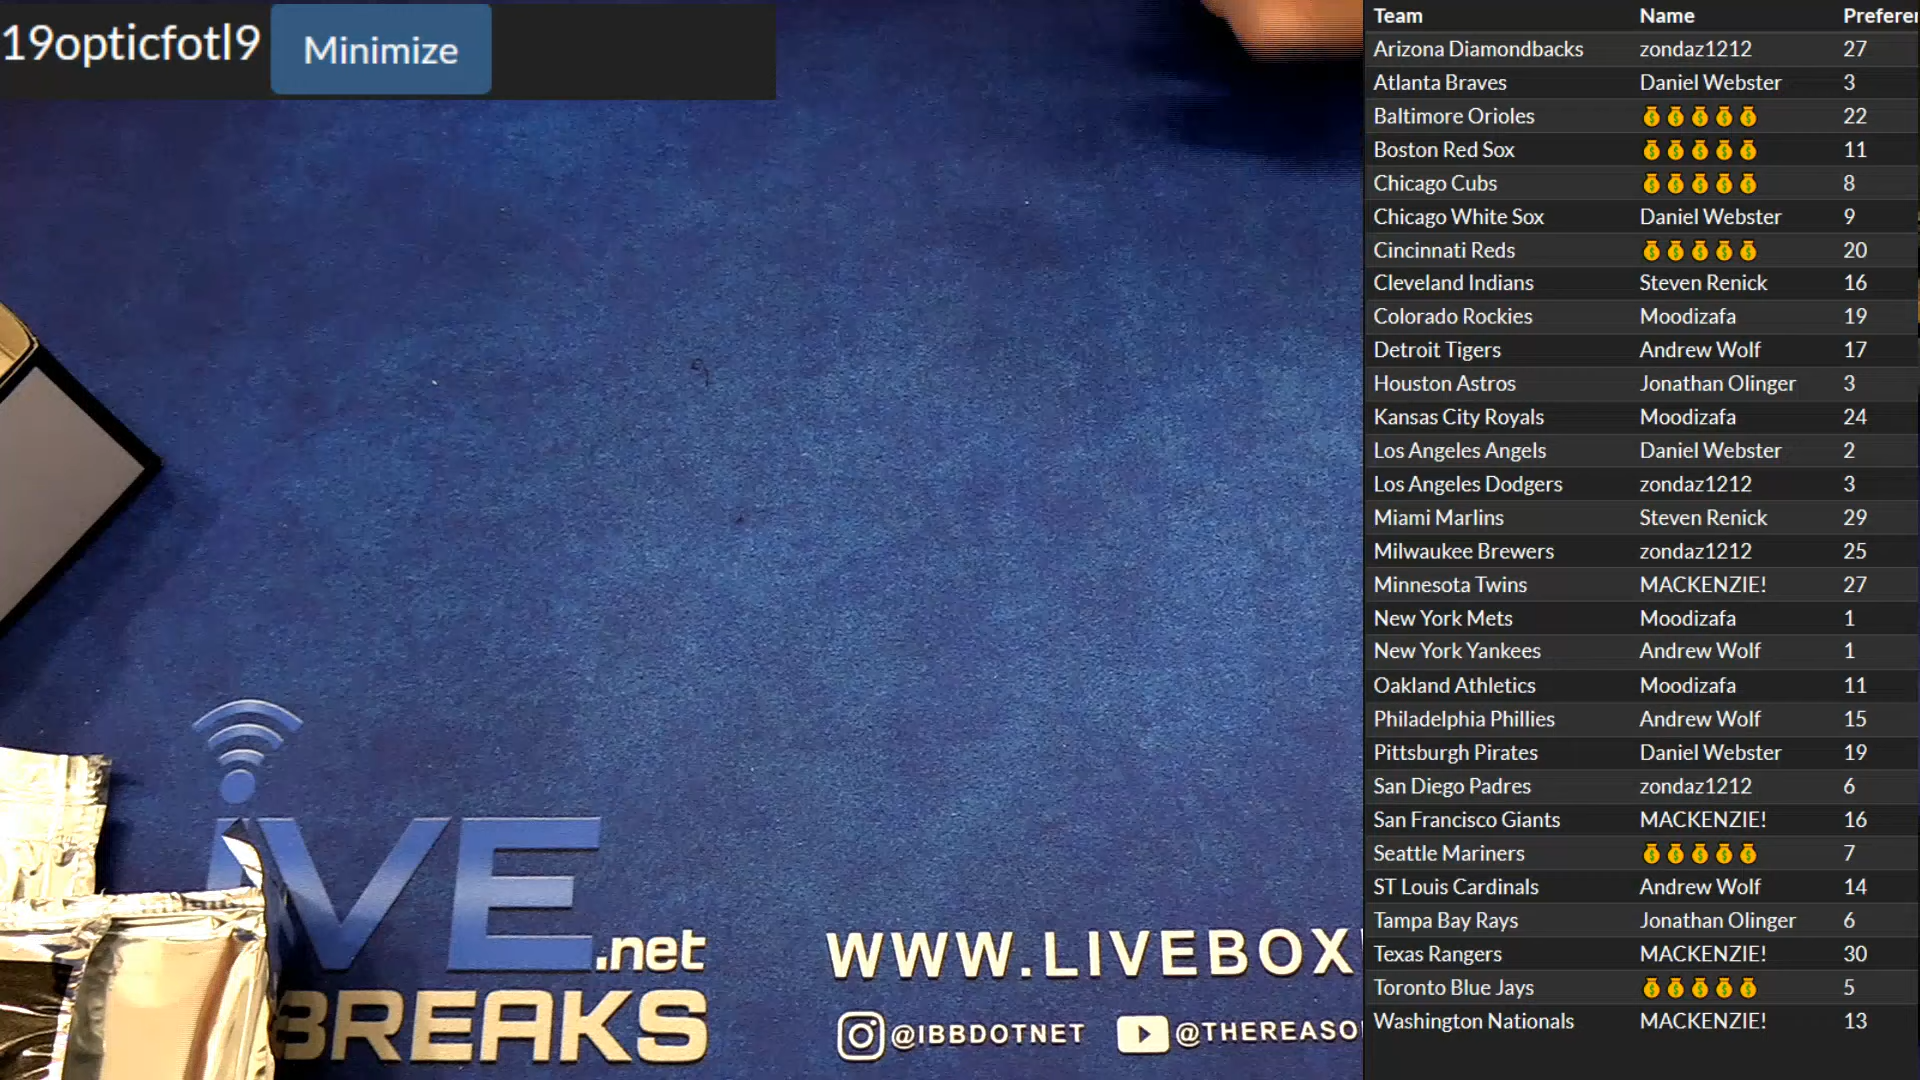 19opticfotl9 Minimize
Team Name Preferen
Arizona Diamondbacks zondaz1212 27
Atlanta Braves Daniel Webster 3
Baltimore Orioles 💰💰💰💰💰 22
Boston Red Sox 💰💰💰💰💰 11
Chicago Cubs 💰💰💰💰💰 8
Chicago White Sox Daniel Webster 9
Cincinnati Reds 💰💰💰💰💰 20
Cleveland Indians Steven Renick 16
Colorado Rockies Moodizafa 19
Detroit Tigers Andrew Wolf 17
Houston Astros Jonathan Olinger 3
Kansas City Royals Moodizafa 24
Los Angeles Angels Daniel Webster 2
Los Angeles Dodgers zondaz1212 3
Miami Marlins Steven Renick 29
Milwaukee Brewers zondaz1212 25
Minnesota Twins MACKENZIE! 27
New York Mets Moodizafa 1
New York Yankees Andrew Wolf 1
Oakland Athletics Moodizafa 11
Philadelphia Phillies Andrew Wolf 15
Pittsburgh Pirates Daniel Webster 19
San Diego Padres zondaz1212 6
San Francisco Giants MACKENZIE! 16
Seattle Mariners 💰💰💰💰💰 7
ST Louis Cardinals Andrew Wolf 14
Tampa Bay Rays Jonathan Olinger 6
Texas Rangers MACKENZIE! 30
Toronto Blue Jays 💰💰💰💰💰 5
Washington Nationals MACKENZIE! 13
iVE.net
BREAKS
WWW.LIVEBOX
@IBBDOTNET @THEREASO